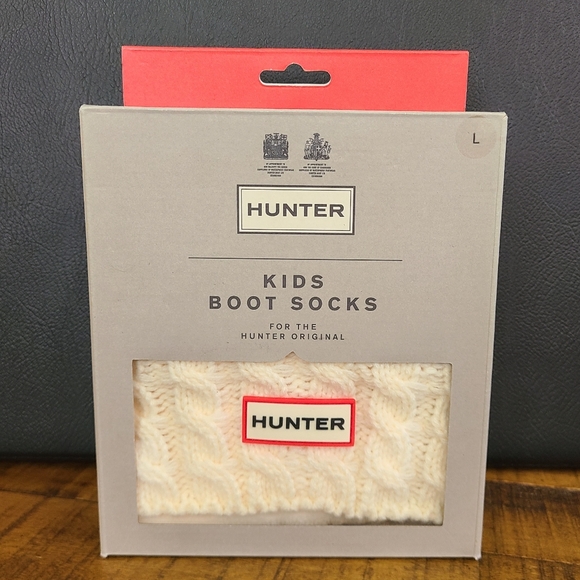 L
HUNTER
KIDS
BOOT SOCKS
FOR THE
HUNTER ORIGINAL
HUNTER